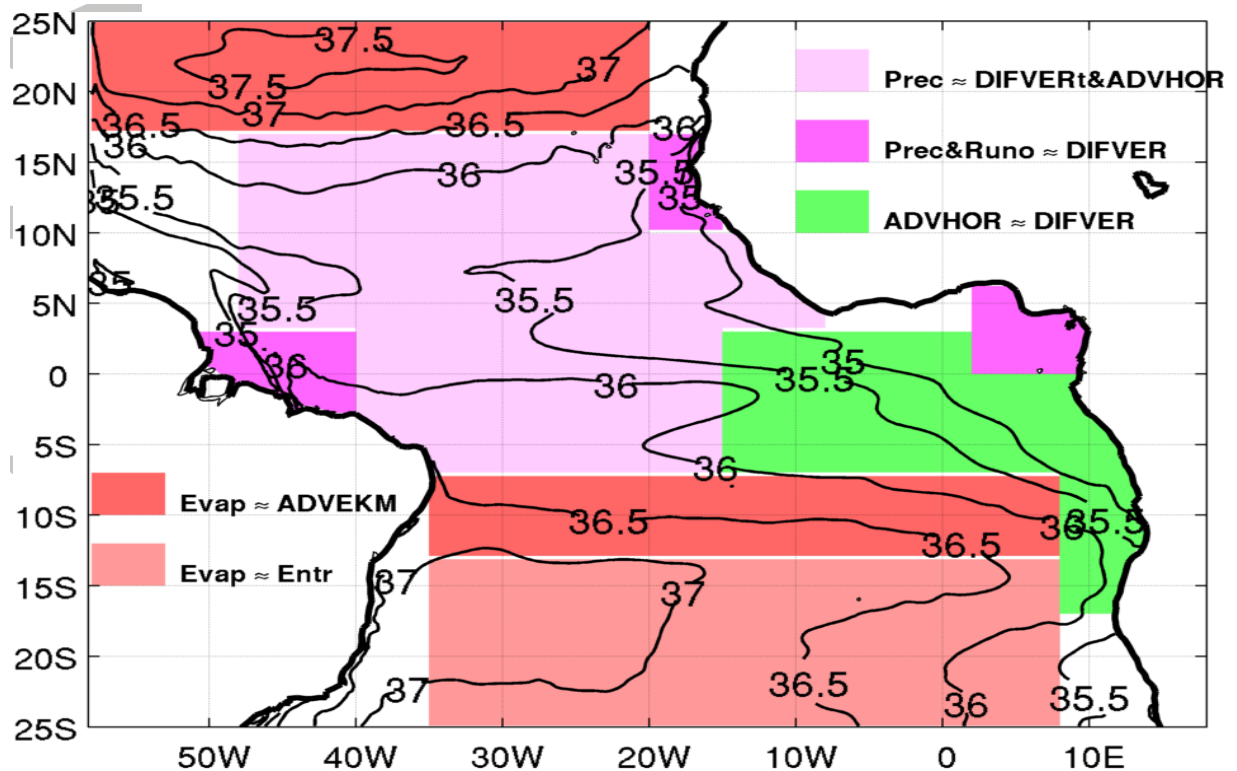 25N
37.5
37
Prec ≈ DIFVERt&ADVHOR
37.5
20N
37
36.5
36.5
36
36
Prec&Runo ≈ DIFVER
15N
36
35.5
35.5
35
35
ADVHOR ≈ DIFVER
10N
35
5N
35.5
35.5
35
36
35
0
36
35.5
5S
36
Evap ≈ ADVEKM
10S
36.5
36
35.5
36.5
Evap ≈ Entr
15S
37
37
20S
37
36.5
36
35.5
25S
50W 40W 30W 20W 10W 0 10E